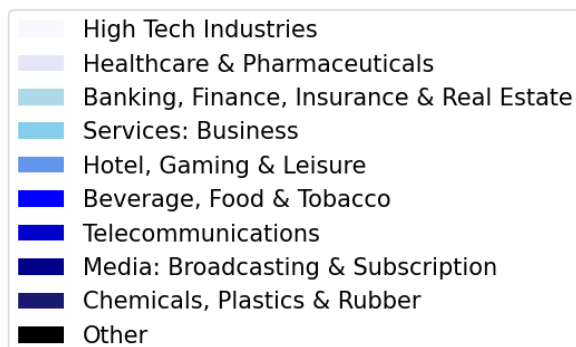 High Tech Industries
Healthcare & Pharmaceuticals
Banking, Finance, Insurance & Real Estate
Services: Business
Hotel, Gaming & Leisure
Beverage, Food & Tobacco
Telecommunications
Media: Broadcasting & Subscription
Chemicals, Plastics & Rubber
Other